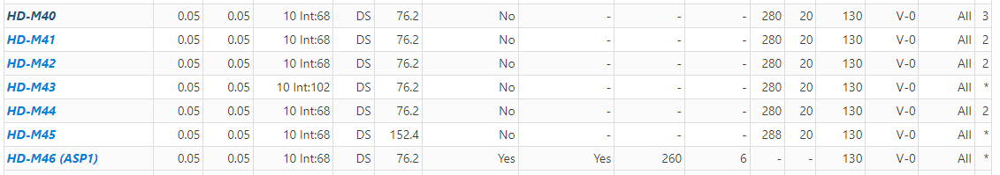 HD-M40 0.05 0.05 10 Int:68 DS 76.2 No - - - 280 20 130 V-0 All 3
HD-M41 0.05 0.05 10 Int:68 DS 76.2 No - - - 280 20 130 V-0 All 2
HD-M42 0.05 0.05 10 Int:68 DS 76.2 No - - - 280 20 130 V-0 All 2
HD-M43 0.05 0.05 10 Int:102 DS 76.2 No - - - 280 20 130 V-0 All *
HD-M44 0.05 0.05 10 Int:68 DS 76.2 No - - - 280 20 130 V-0 All 2
HD-M45 0.05 0.05 10 Int:68 DS 152.4 No - - - 288 20 130 V-0 All *
HD-M46 (ASP1) 0.05 0.05 10 Int:68 DS 76.2 Yes Yes 260 6 - - 130 V-0 All *